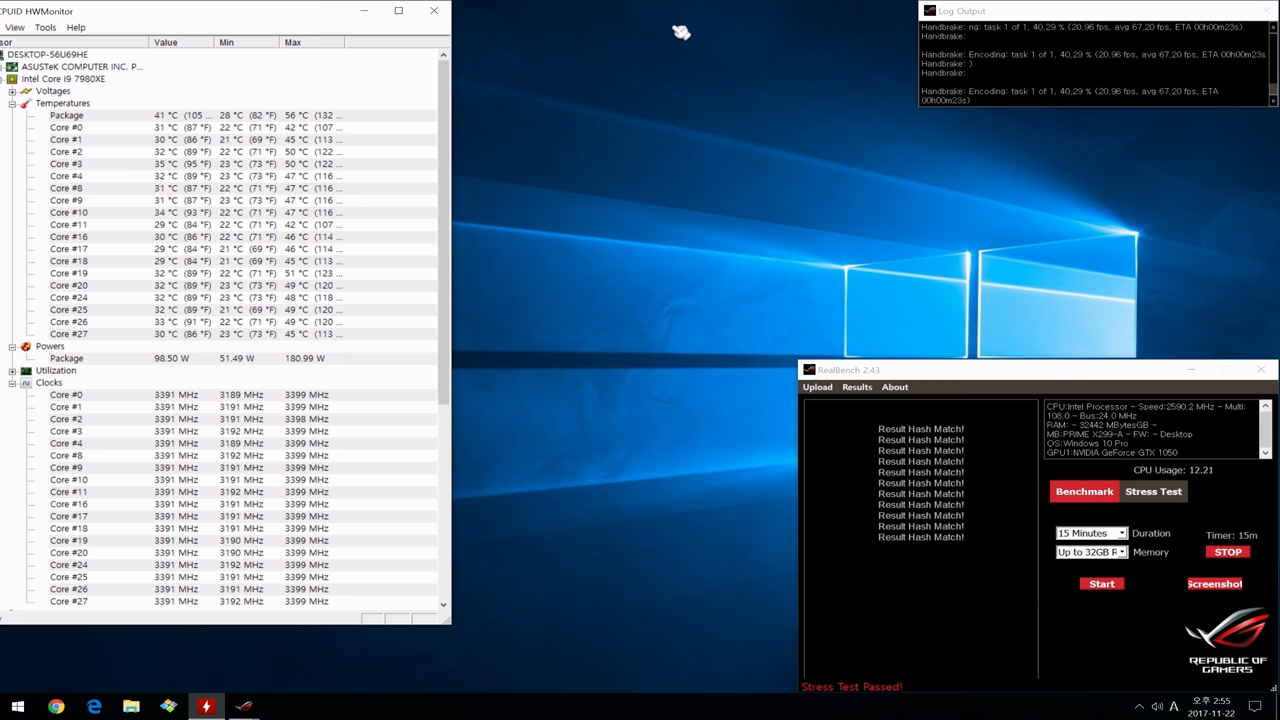 CPUID HWMonitor
View Tools Help
sor Value Min Max
DESKTOP-56U69HE
ASUSTeK COMPUTER INC. P...
Intel Core i9 7980XE
Voltages
Temperatures
Package 41 °C (105 ... 28 °C (82 °F) 56 °C (132 ...
Core #0 31 °C (87 °F) 22 °C (71 °F) 42 °C (107 ...
Core #1 30 °C (86 °F) 21 °C (69 °F) 45 °C (113 ...
Core #2 32 °C (89 °F) 22 °C (71 °F) 50 °C (122 ...
Core #3 35 °C (95 °F) 23 °C (73 °F) 50 °C (122 ...
Core #4 32 °C (89 °F) 23 °C (73 °F) 47 °C (116 ...
Core #8 31 °C (87 °F) 22 °C (71 °F) 47 °C (116 ...
Core #9 31 °C (87 °F) 23 °C (73 °F) 47 °C (116 ...
Core #10 34 °C (93 °F) 22 °C (71 °F) 47 °C (116 ...
Core #11 29 °C (84 °F) 22 °C (71 °F) 42 °C (107 ...
Core #16 30 °C (86 °F) 22 °C (71 °F) 46 °C (114 ...
Core #17 29 °C (84 °F) 21 °C (69 °F) 46 °C (114 ...
Core #18 29 °C (84 °F) 21 °C (69 °F) 45 °C (113 ...
Core #19 32 °C (89 °F) 22 °C (71 °F) 51 °C (123 ...
Core #20 32 °C (89 °F) 23 °C (73 °F) 49 °C (120 ...
Core #24 32 °C (89 °F) 23 °C (73 °F) 48 °C (118 ...
Core #25 32 °C (89 °F) 21 °C (69 °F) 49 °C (120 ...
Core #26 33 °C (91 °F) 22 °C (71 °F) 49 °C (120 ...
Core #27 30 °C (86 °F) 23 °C (73 °F) 45 °C (113 ...
Powers
Package 98.50 W 51.49 W 180.99 W
Utilization
Clocks
Core #0 3391 MHz 3189 MHz 3399 MHz
Core #1 3391 MHz 3191 MHz 3399 MHz
Core #2 3391 MHz 3191 MHz 3398 MHz
Core #3 3391 MHz 3192 MHz 3399 MHz
Core #4 3391 MHz 3189 MHz 3399 MHz
Core #8 3391 MHz 3192 MHz 3399 MHz
Core #9 3391 MHz 3192 MHz 3399 MHz
Core #10 3391 MHz 3191 MHz 3399 MHz
Core #11 3391 MHz 3192 MHz 3399 MHz
Core #16 3391 MHz 3191 MHz 3399 MHz
Core #17 3391 MHz 3191 MHz 3399 MHz
Core #18 3391 MHz 3191 MHz 3399 MHz
Core #19 3391 MHz 3190 MHz 3399 MHz
Core #20 3391 MHz 3190 MHz 3399 MHz
Core #24 3391 MHz 3192 MHz 3399 MHz
Core #25 3391 MHz 3191 MHz 3399 MHz
Core #26 3391 MHz 3191 MHz 3399 MHz
Core #27 3391 MHz 3192 MHz 3399 MHz
Log Output
Handbrake: ng: task 1 of 1, 40,29 % (20,96 fps, avg 67,20 fps, ETA 00h00m23s)
Handbrake:
Handbrake: Encoding: task 1 of 1, 40,29 % (20,96 fps, avg 67,20 fps, ETA 00h00m23s
Handbrake: )
Handbrake:
Handbrake: Encoding: task 1 of 1, 40,29 % (20,96 fps, avg 67,20 fps, ETA
00h00m23s)
RealBench 2.43
Upload Results About
Result Hash Match!
Result Hash Match!
Result Hash Match!
Result Hash Match!
Result Hash Match!
Result Hash Match!
Result Hash Match!
Result Hash Match!
Result Hash Match!
Result Hash Match!
Result Hash Match!
Stress Test Passed!
CPU:Intel Processor - Speed:2590,2 MHz - Multi:
108,0 - Bus:24,0 MHz
RAM: - 32442 MBytesGB -
MB:PRIME X299-A - FW: - Desktop
OS:Windows 10 Pro
GPU1:NVIDIA GeForce GTX 1050
CPU Usage: 12.21
Benchmark Stress Test
15 Minutes Duration Timer: 15m
Up to 32GB R Memory STOP
Start Screenshot
REPUBLIC OF
GAMERS
A 오후 2:55
2017-11-22